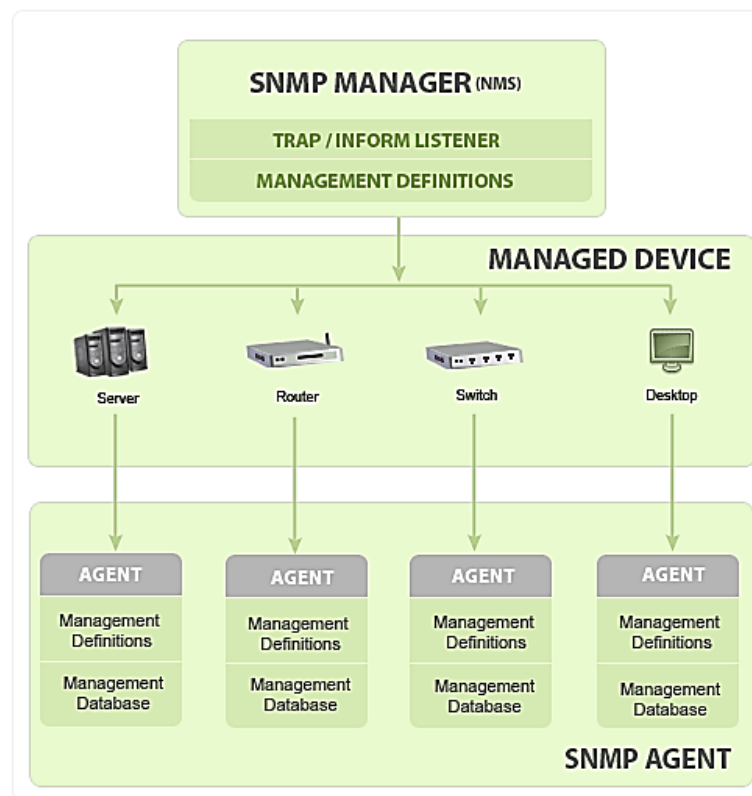 SNMP MANAGER (NMS)
TRAP / INFORM LISTENER
MANAGEMENT DEFINITIONS
MANAGED DEVICE
Server
Router
Switch
Desktop
AGENT
Management
Definitions
Management
Database
AGENT
Management
Definitions
Management
Database
AGENT
Management
Definitions
Management
Database
AGENT
Management
Definitions
Management
Database
SNMP AGENT